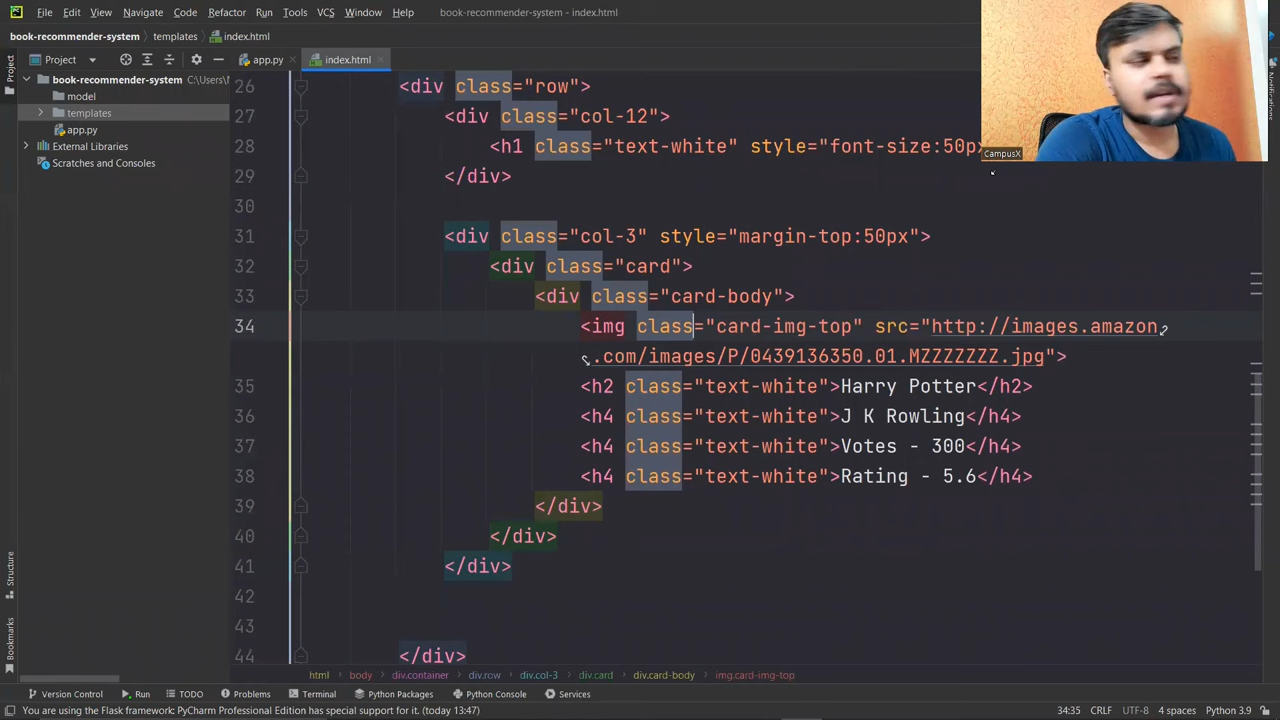 File Edit View Navigate Code Refactor Run Tools VCS Window Help book-recommender-system - index.html
book-recommender-system templates index.html
Project app.py index.html
Project
book-recommender-system C:\Users\
model
templates
app.py
External Libraries
Scratches and Consoles
26 <div class="row">
27 <div class="col-12">
28 <h1 class="text-white" style="font-size:50px
29 </div>
30
31 <div class="col-3" style="margin-top:50px">
32 <div class="card">
33 <div class="card-body">
34 <img class="card-img-top" src="http://images.amazon
.com/images/P/0439136350.01.MZZZZZZZ.jpg">
35 <h2 class="text-white">Harry Potter</h2>
36 <h4 class="text-white">J K Rowling</h4>
37 <h4 class="text-white">Votes - 300</h4>
38 <h4 class="text-white">Rating - 5.6</h4>
39 </div>
40 </div>
41 </div>
42
43
44 </div>
CampusX
Notifications
Structure
Bookmarks
html body div.container div.row div.col-3 div.card div.card-body img.card-img-top
Version Control Run TODO Problems Terminal Python Packages Python Console Services
You are using the Flask framework: PyCharm Professional Edition has special support for it. (today 13:47) 34:35 CRLF UTF-8 4 spaces Python 3.9